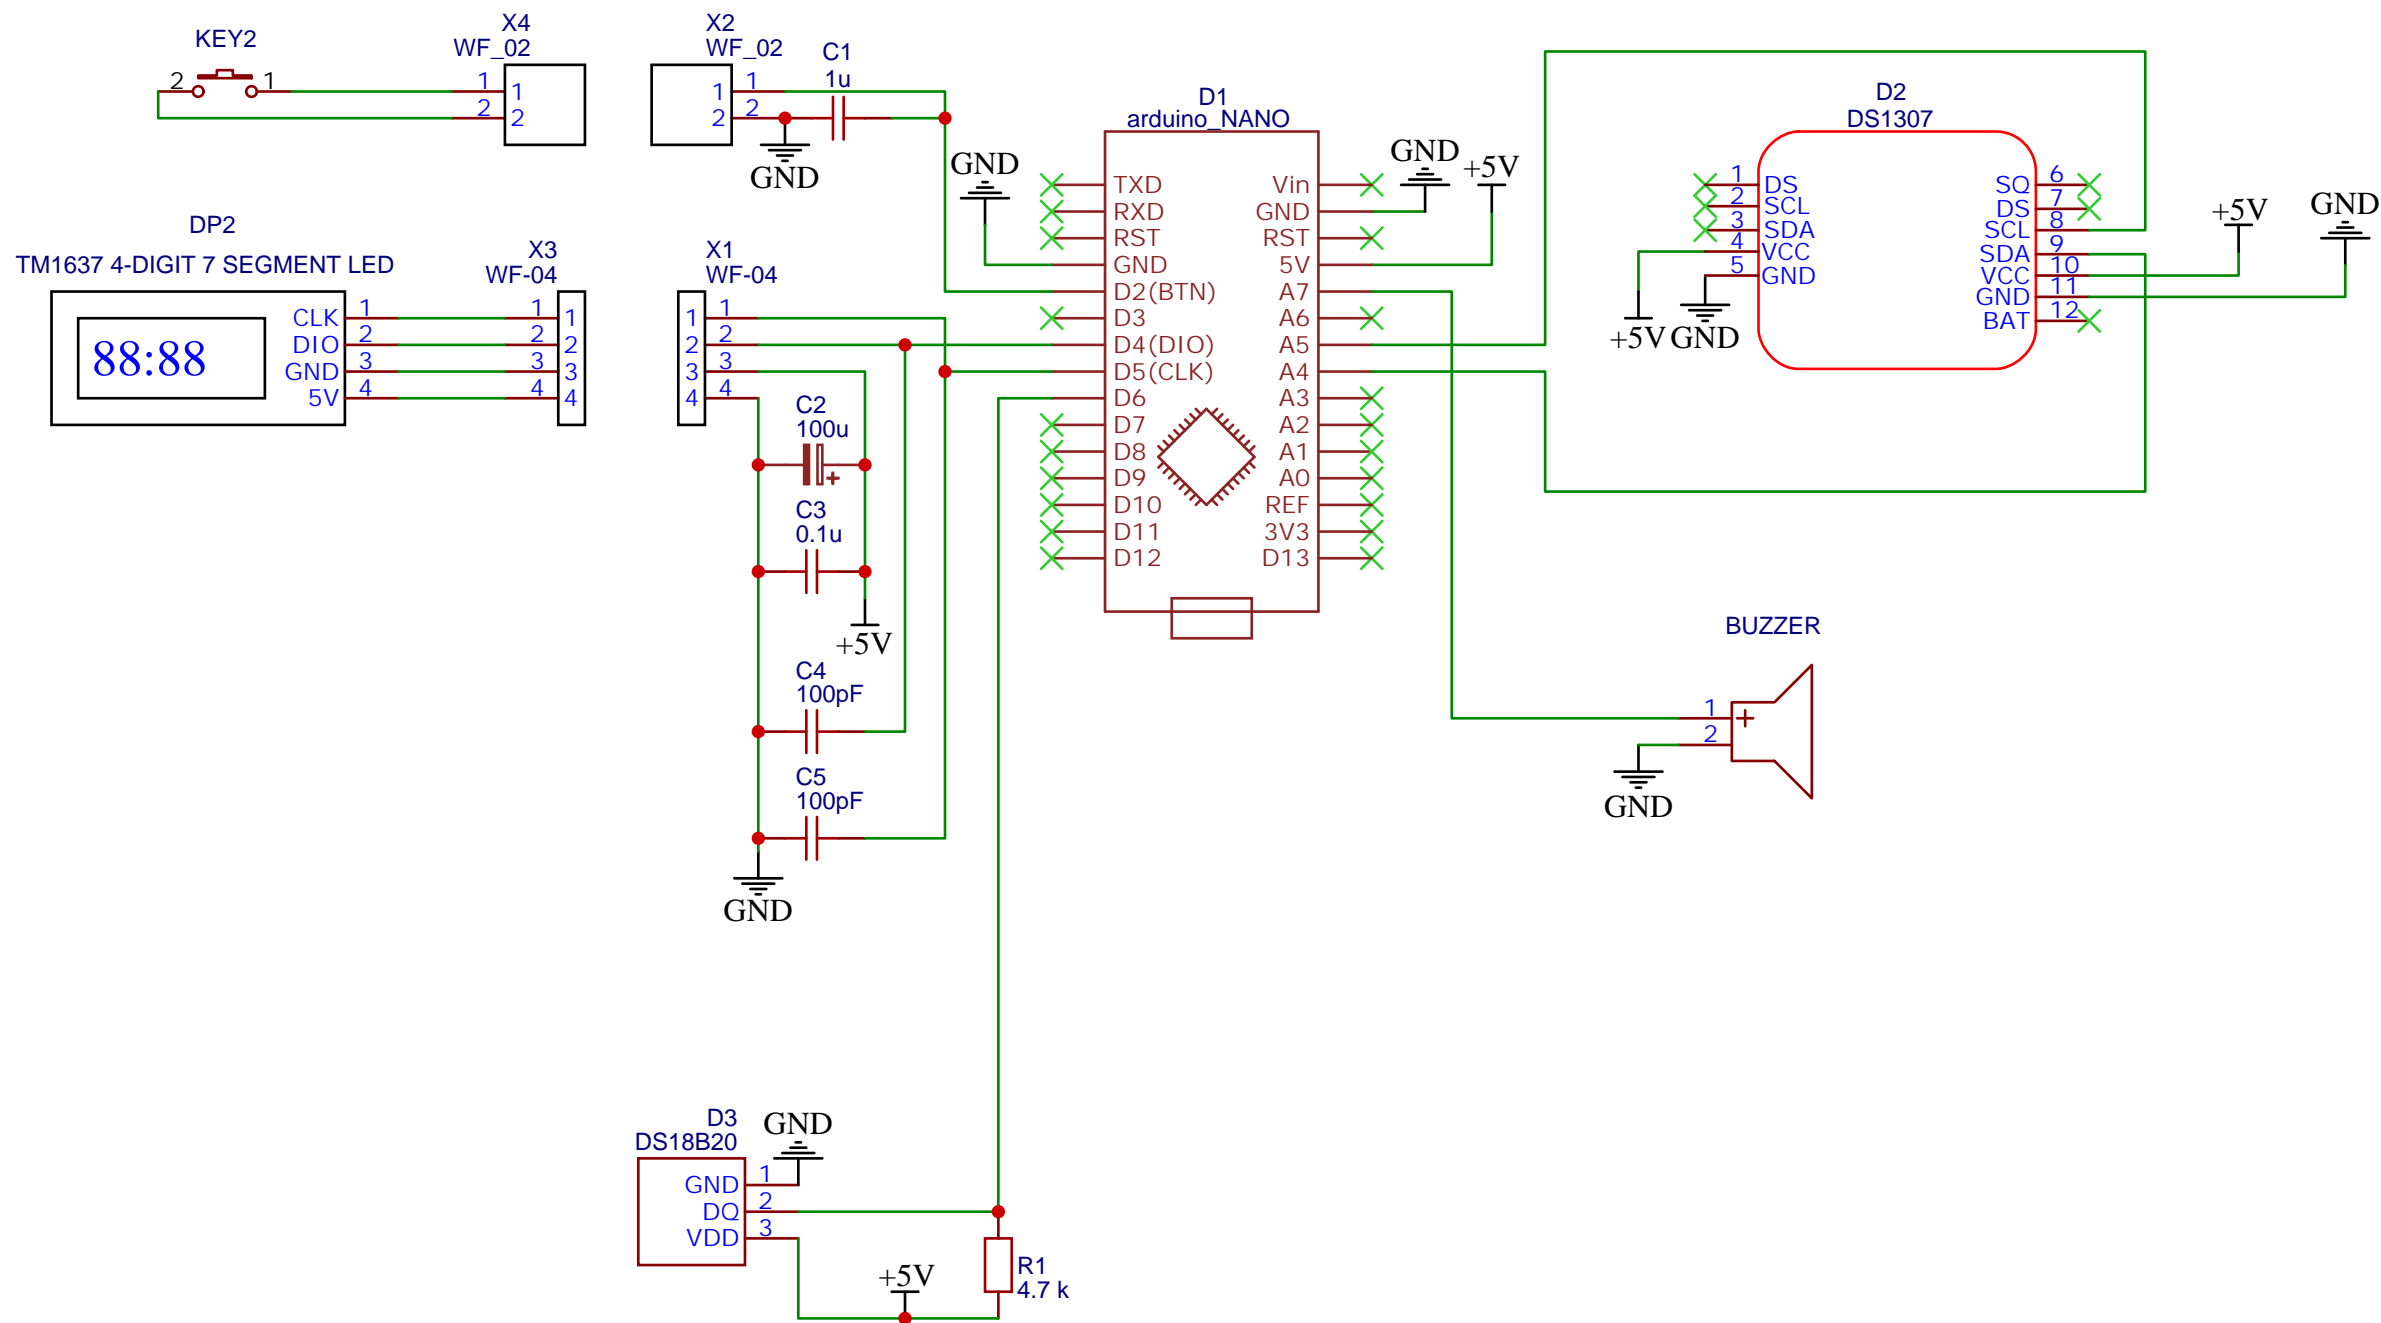 KEY2
2 1
X4
WF_02
1 1
2 2
X2
WF_02
1 1
2 2
C1
1u
GND
DP2
TM1637 4-DIGIT 7 SEGMENT LED
88:88
CLK 1
DIO 2
GND 3
5V 4
X3
WF-04
1 1
2 2
3 3
4 4
X1
WF-04
1 1
2 2
3 3
4 4
C2
100u
C3
0.1u
+5V
C4
100pF
C5
100pF
GND
GND
D1
arduino_NANO
TXD Vin
RXD GND
RST RST
GND 5V
D2(BTN) A7
D3 A6
D4(DIO) A5
D5(CLK) A4
D6 A3
D7 A2
D8 A1
D9 A0
D10 REF
D11 3V3
D12 D13
GND
+5V
D2
DS1307
1 DS
2 SCL
3 SDA
4 VCC
5 GND
SQ 6
DS 7
SCL 8
SDA 9
VCC 10
GND 11
BAT 12
+5V
GND
+5V
GND
BUZZER
1 +
2
GND
D3
DS18B20
GND
GND 1
DQ 2
VDD 3
+5V
R1
4.7 k